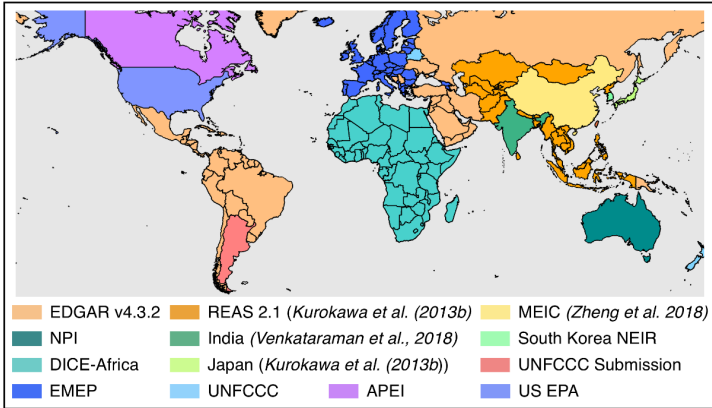 EDGAR v4.3.2 REAS 2.1 (Kurokawa et al. (2013b) MEIC (Zheng et al. 2018)
NPI India (Venkataraman et al., 2018) South Korea NEIR
DICE-Africa Japan (Kurokawa et al. (2013b)) UNFCCC Submission
EMEP UNFCCC APEI US EPA